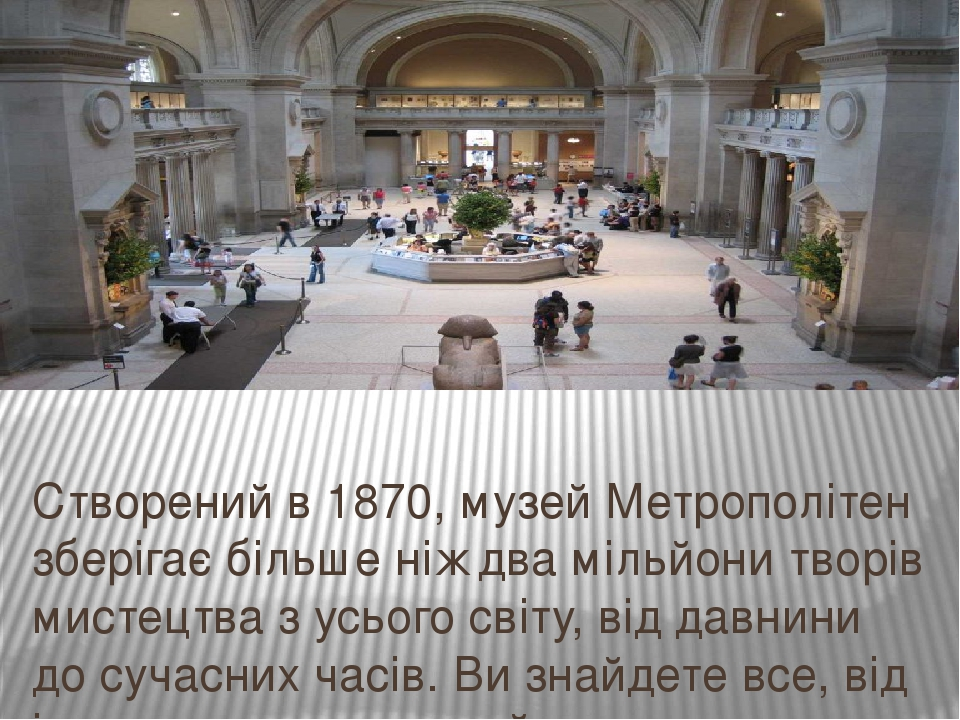 Створений в 1870, музей Метрополітен
зберігає більше ніж два мільйони творів
мистецтва з усього світу, від давнини
до сучасних часів. Ви знайдете все, від